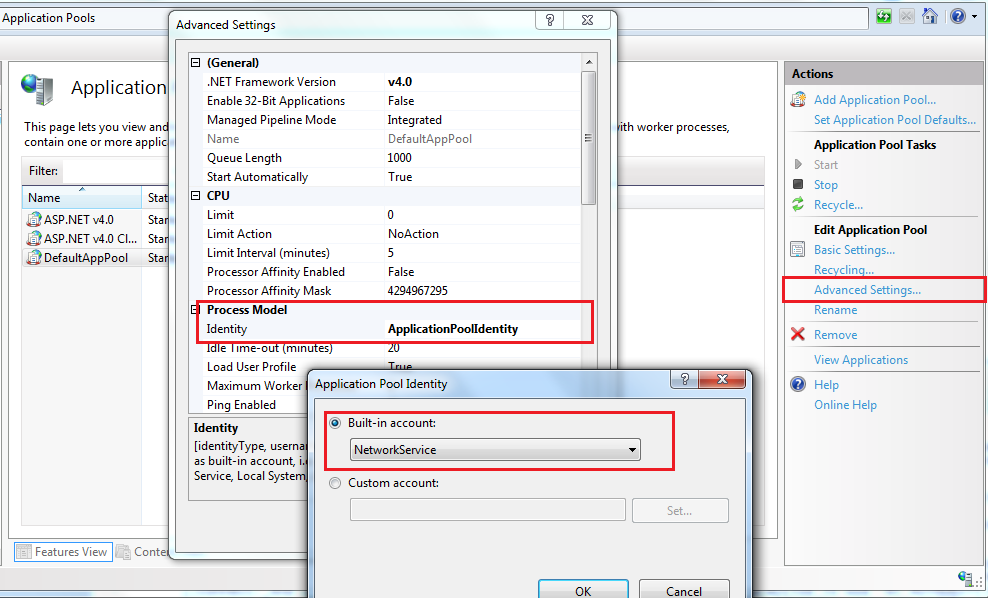 Application Pools
Application
This page lets you view and
with worker processes,
contain one or more applic
Filter:
Name
Stat
ASP.NET v4.0
Star
ASP.NET v4.0 Cl...
Star
DefaultAppPool
Star
Features View
Conte
Advanced Settings
(General)
.NET Framework Version v4.0
Enable 32-Bit Applications False
Managed Pipeline Mode Integrated
Name DefaultAppPool
Queue Length 1000
Start Automatically True
CPU
Limit 0
Limit Action NoAction
Limit Interval (minutes) 5
Processor Affinity Enabled False
Processor Affinity Mask 4294967295
Process Model
Identity ApplicationPoolIdentity
Idle Time-out (minutes) 20
Load User Profile True
Maximum Worker
Ping Enabled
Identity
[identityType, userna
as built-in account, i.e
Service, Local System,
Application Pool Identity
Built-in account:
NetworkService
Custom account:
Set...
OK Cancel
Actions
Add Application Pool...
Set Application Pool Defaults...
Application Pool Tasks
Start
Stop
Recycle...
Edit Application Pool
Basic Settings...
Recycling...
Advanced Settings...
Rename
Remove
View Applications
Help
Online Help